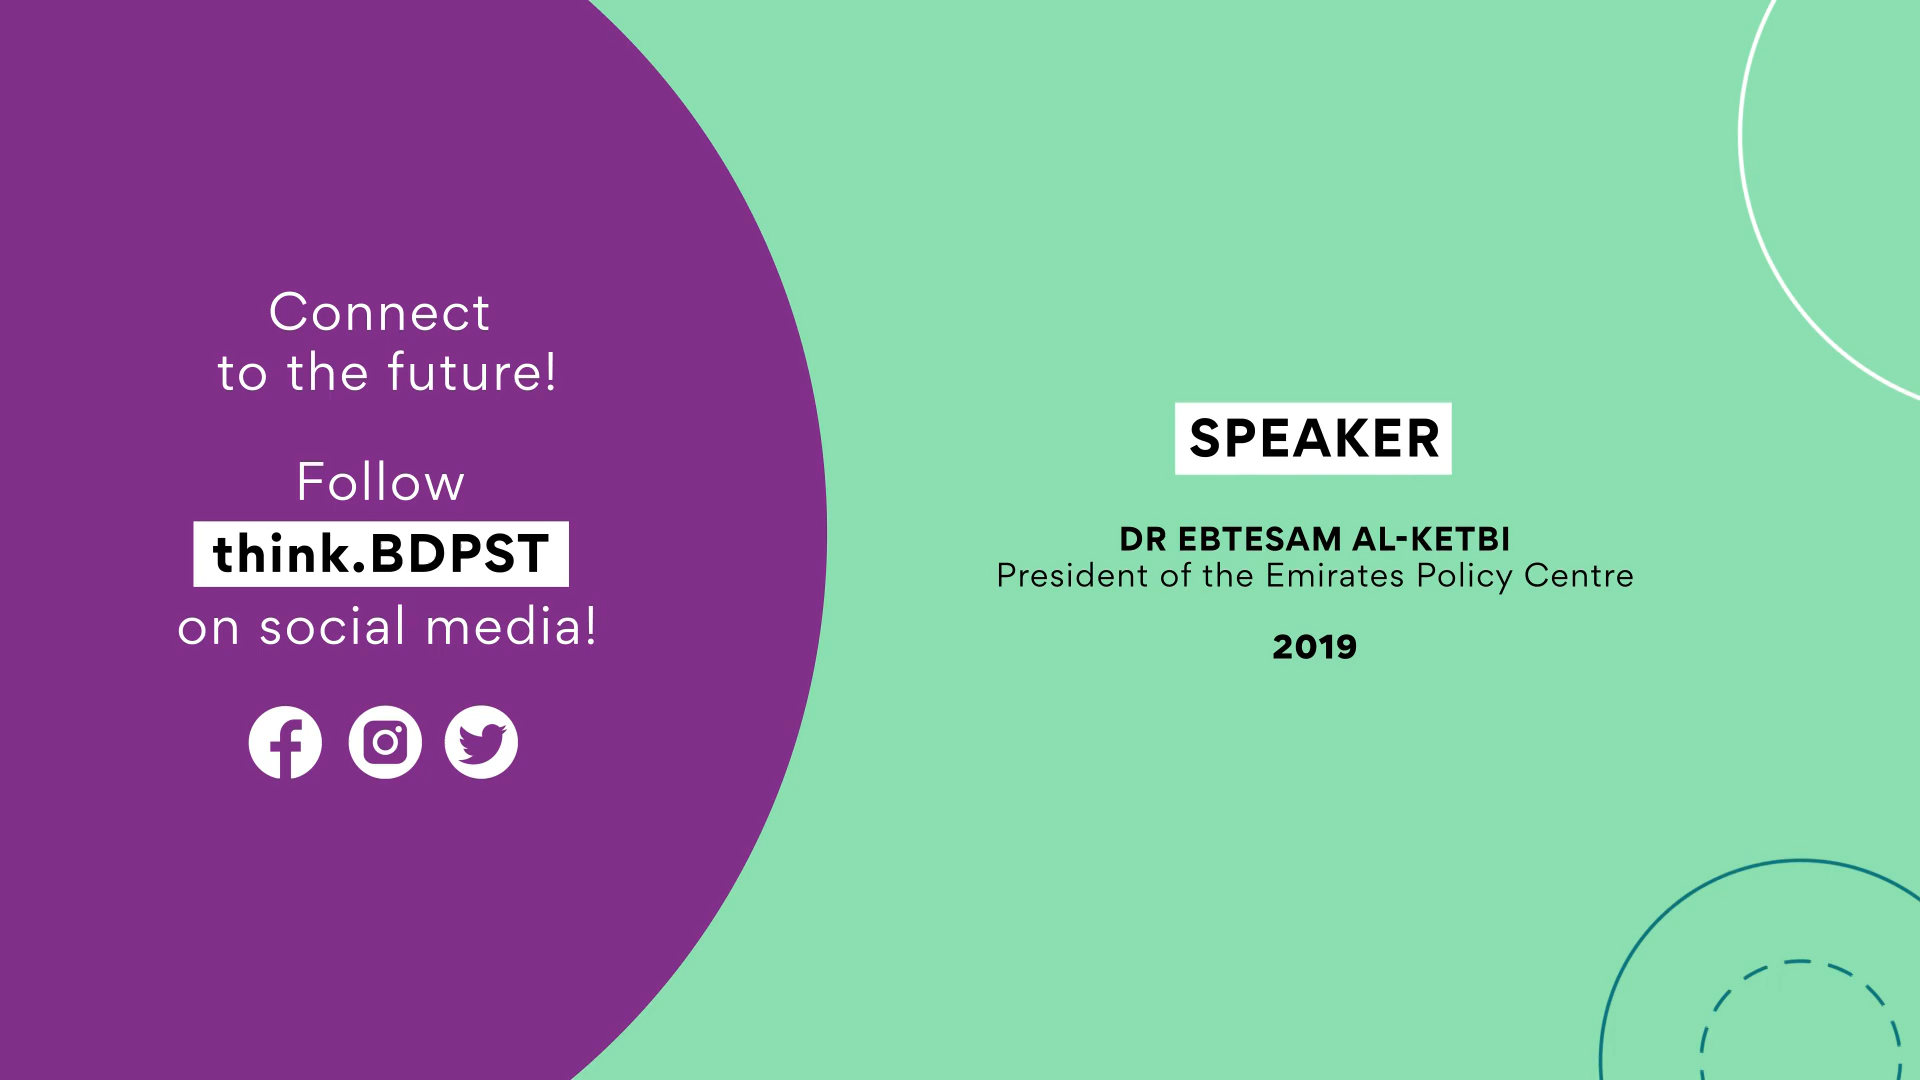 Connect
to the future!
Follow
think.BDPST
on social media!
SPEAKER
DR EBTESAM AL-KETBI
President of the Emirates Policy Centre
2019